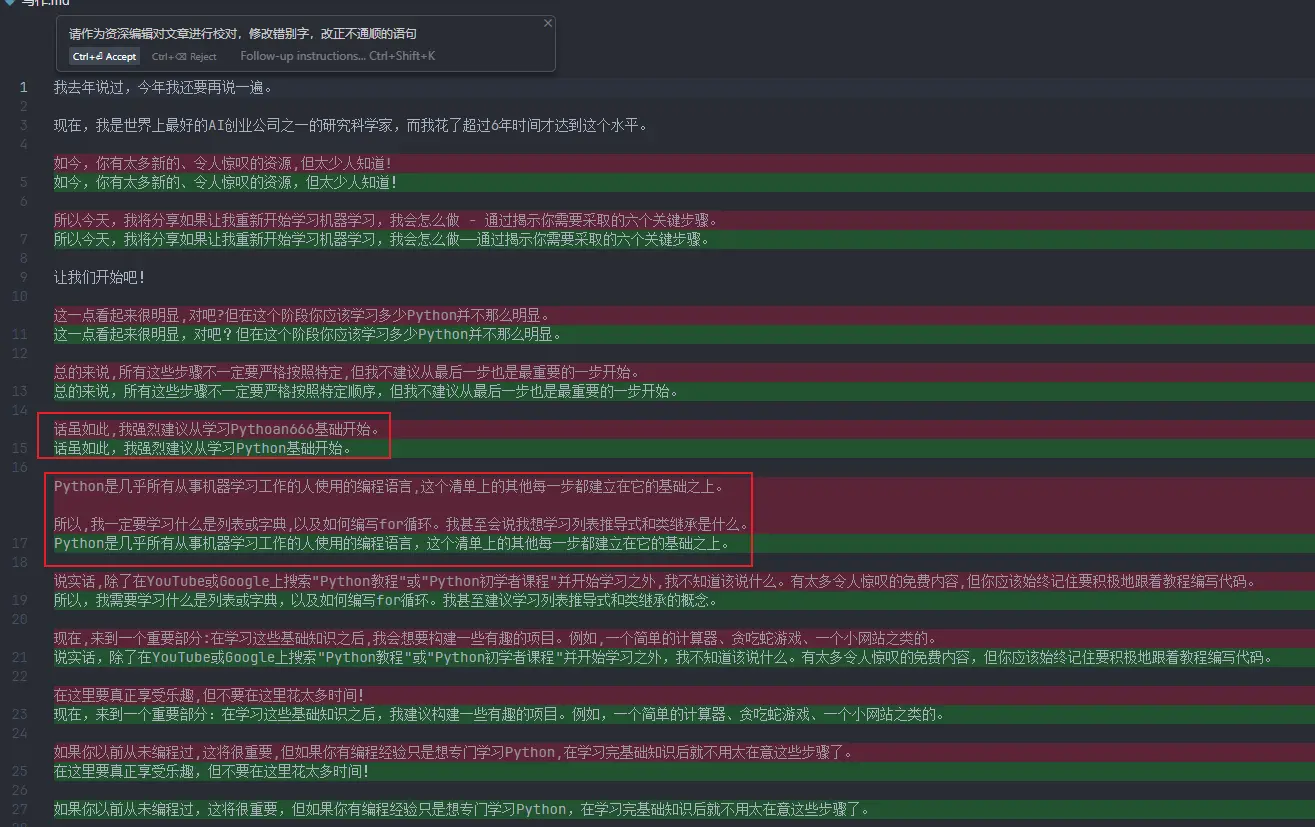 写作.md
请作为资深编辑对文章进行校对，修改错别字，改正不通顺的语句
Ctrl+⏎ Accept Ctrl+⌫ Reject Follow-up instructions... Ctrl+Shift+K
1 我去年说过，今年我还要再说一遍。
2
3 现在，我是世界上最好的AI创业公司之一的研究科学家，而我花了超过6年时间才达到这个水平。
4
如今，你有太多新的、令人惊叹的资源,但太少人知道!
5 如今，你有太多新的、令人惊叹的资源，但太少人知道！
6
所以今天，我将分享如果让我重新开始学习机器学习，我会怎么做 - 通过揭示你需要采取的六个关键步骤。
7 所以今天，我将分享如果让我重新开始学习机器学习，我会怎么做——通过揭示你需要采取的六个关键步骤。
8
9 让我们开始吧！
10
这一点看起来很明显,对吧?但在这个阶段你应该学习多少Python并不那么明显。
11 这一点看起来很明显，对吧？但在这个阶段你应该学习多少Python并不那么明显。
12
总的来说,所有这些步骤不一定要严格按照特定,但我不建议从最后一步也是最重要的一步开始。
13 总的来说，所有这些步骤不一定要严格按照特定顺序，但我不建议从最后一步也是最重要的一步开始。
14
话虽如此,我强烈建议从学习Pythoan666基础开始。
15 话虽如此，我强烈建议从学习Python基础开始。
16
Python是几乎所有从事机器学习工作的人使用的编程语言,这个清单上的其他每一步都建立在它的基础之上。
所以,我一定要学习什么是列表或字典,以及如何编写for循环。我甚至会说我想学习列表推导式和类继承是什么。
17 Python是几乎所有从事机器学习工作的人使用的编程语言，这个清单上的其他每一步都建立在它的基础之上。
18
说实话,除了在YouTube或Google上搜索"Python教程"或"Python初学者课程"并开始学习之外,我不知道该说什么。有太多令人惊叹的免费内容,但你应该始终记住要积极地跟着教程编写代码。
19 所以，我需要学习什么是列表或字典，以及如何编写for循环。我甚至建议学习列表推导式和类继承的概念。
20
现在,来到一个重要部分:在学习这些基础知识之后,我会想要构建一些有趣的项目。例如,一个简单的计算器、贪吃蛇游戏、一个小网站之类的。
21 说实话，除了在YouTube或Google上搜索"Python教程"或"Python初学者课程"并开始学习之外，我不知道该说什么。有太多令人惊叹的免费内容，但你应该始终记住要积极地跟着教程编写代码。
22
在这里要真正享受乐趣,但不要在这里花太多时间!
23 现在，来到一个重要部分：在学习这些基础知识之后，我建议构建一些有趣的项目。例如，一个简单的计算器、贪吃蛇游戏、一个小网站之类的。
24
如果你以前从未编程过,这将很重要,但如果你有编程经验只是想专门学习Python,在学习完基础知识后就不用太在意这些步骤了。
25 在这里要真正享受乐趣，但不要在这里花太多时间！
26
27 如果你以前从未编程过，这将很重要，但如果你有编程经验只是想专门学习Python，在学习完基础知识后就不用太在意这些步骤了。
28